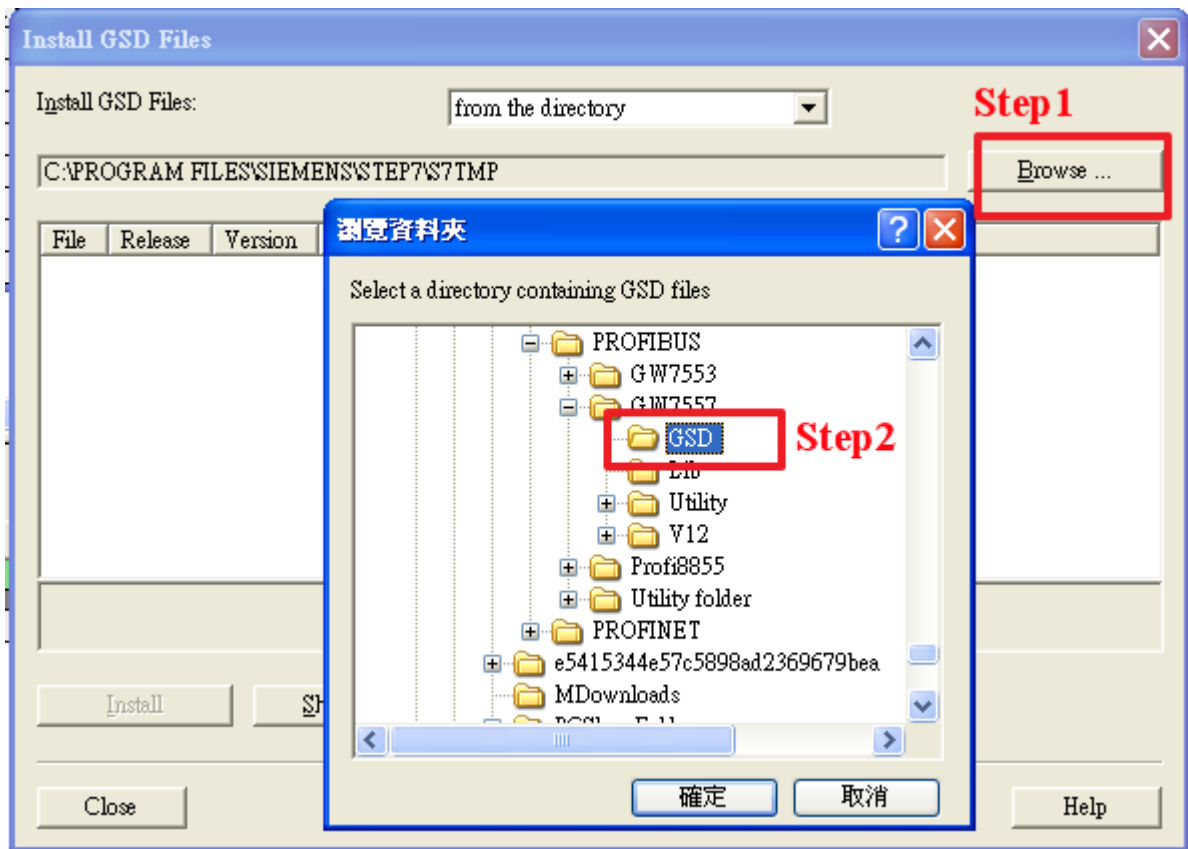 Install GSD Files
Install GSD Files:
from the directory
Step1
C:\PROGRAM FILES\SIEMENS\STEP7\S7TMP
Browse ...
File Release Version
瀏覽資料夾
Select a directory containing GSD files
PROFIBUS
GW7553
GW7557
GSD
Step2
Lib
Utility
V12
Profi8855
Utility folder
PROFINET
e5415344e57c5898ad2369679bea
MDownloads
Install
確定
取消
Close
Help